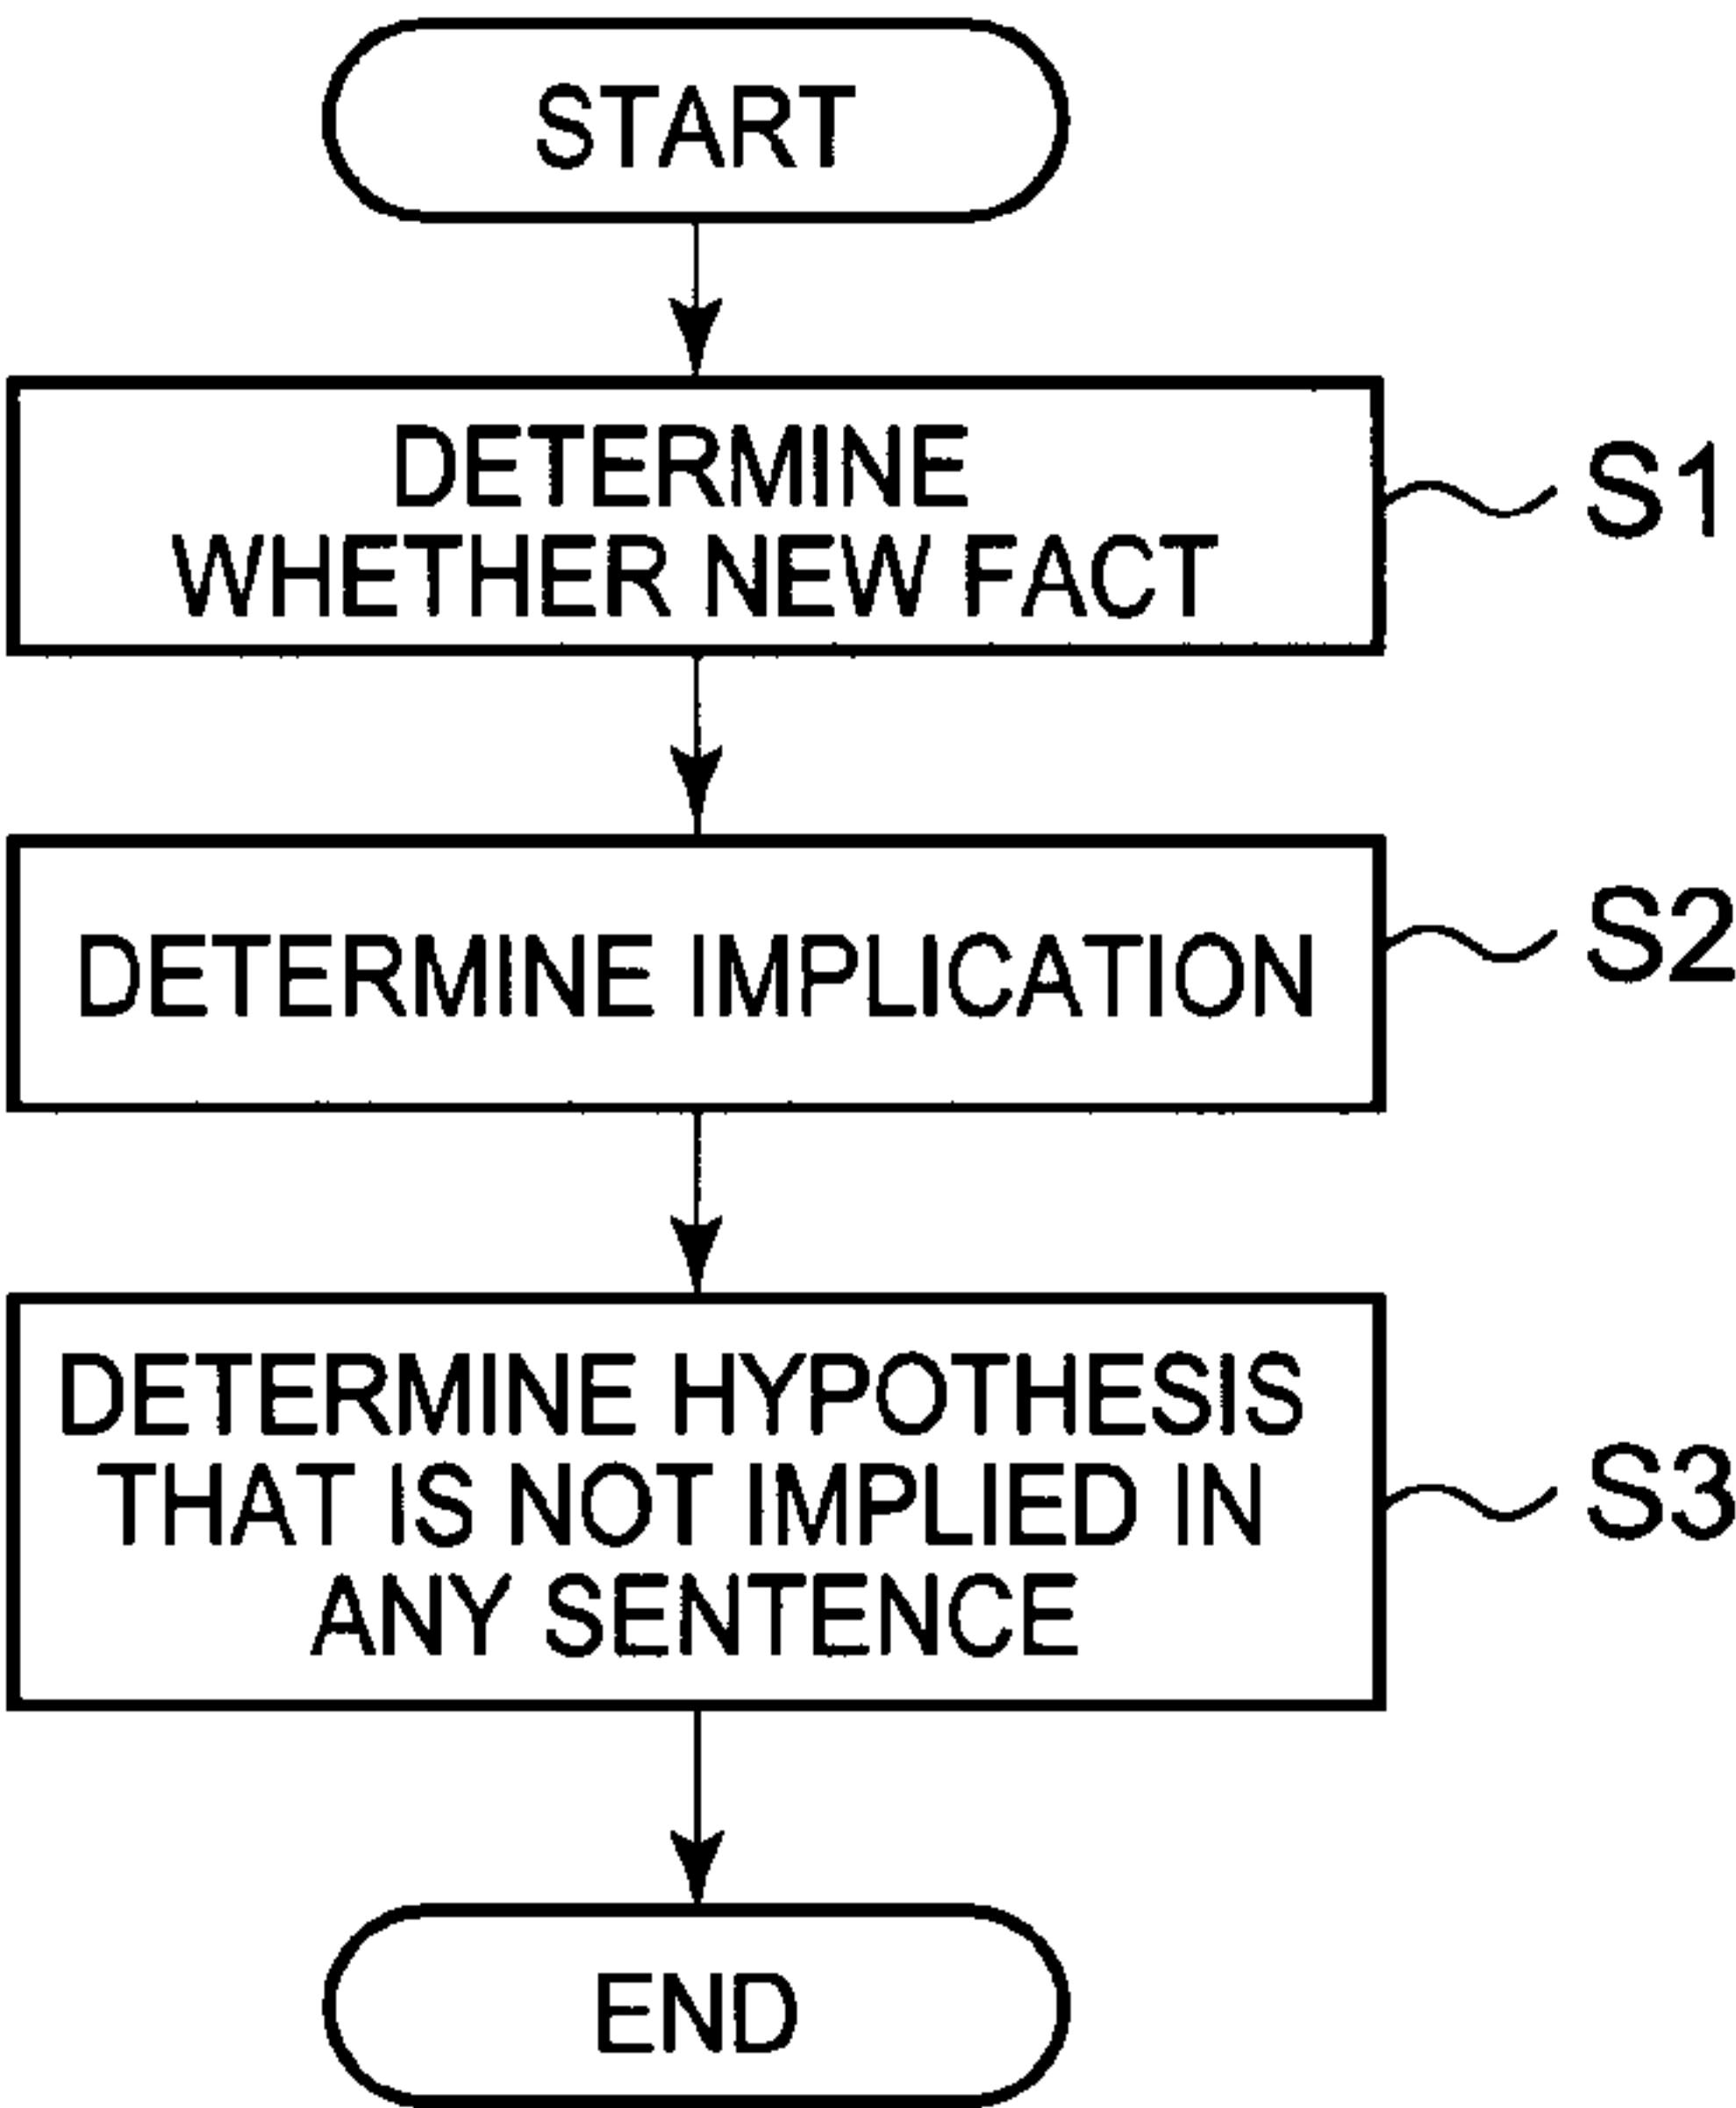 START
DETERMINE
WHETHER NEW FACT
S1
DETERMINE IMPLICATION
S2
DETERMINE HYPOTHESIS
THAT IS NOT IMPLIED IN
ANY SENTENCE
S3
END